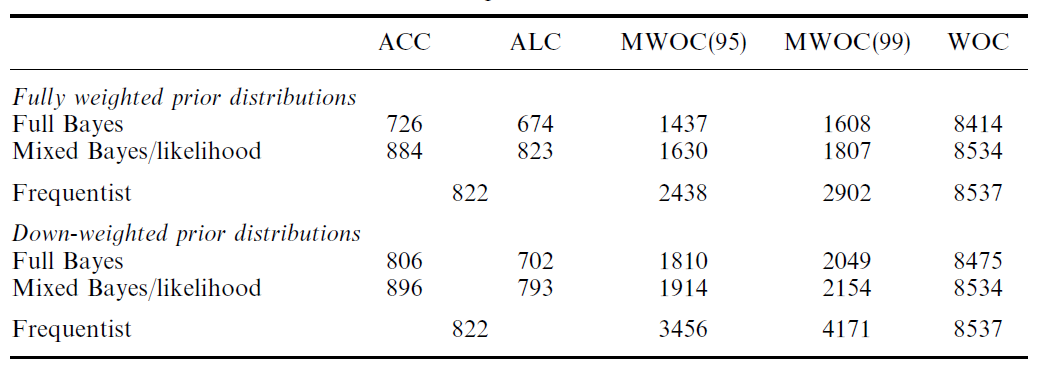 ACC ALC MWOC(95) MWOC(99) WOC
Fully weighted prior distributions
Full Bayes 726 674 1437 1608 8414
Mixed Bayes/likelihood 884 823 1630 1807 8534
Frequentist 822 2438 2902 8537
Down-weighted prior distributions
Full Bayes 806 702 1810 2049 8475
Mixed Bayes/likelihood 896 793 1914 2154 8534
Frequentist 822 3456 4171 8537